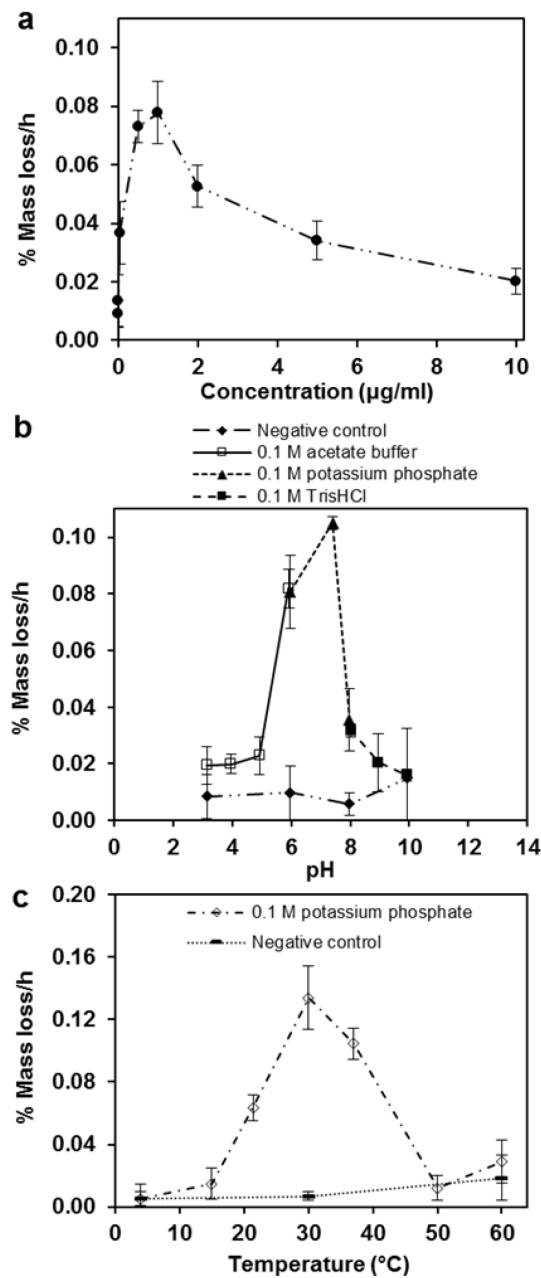 a
0.10
0.08
0.06
0.04
0.02
0.00
% Mass loss/h
0 2 4 6 8 10
Concentration (µg/ml)
b
Negative control
0.1 M acetate buffer
0.1 M potassium phosphate
0.1 M TrisHCl
0.10
0.08
0.06
0.04
0.02
0.00
% Mass loss/h
0 2 4 6 8 10 12 14
pH
c
0.20
0.16
0.12
0.08
0.04
0.00
% Mass loss/h
0.1 M potassium phosphate
Negative control
0 10 20 30 40 50 60
Temperature (°C)